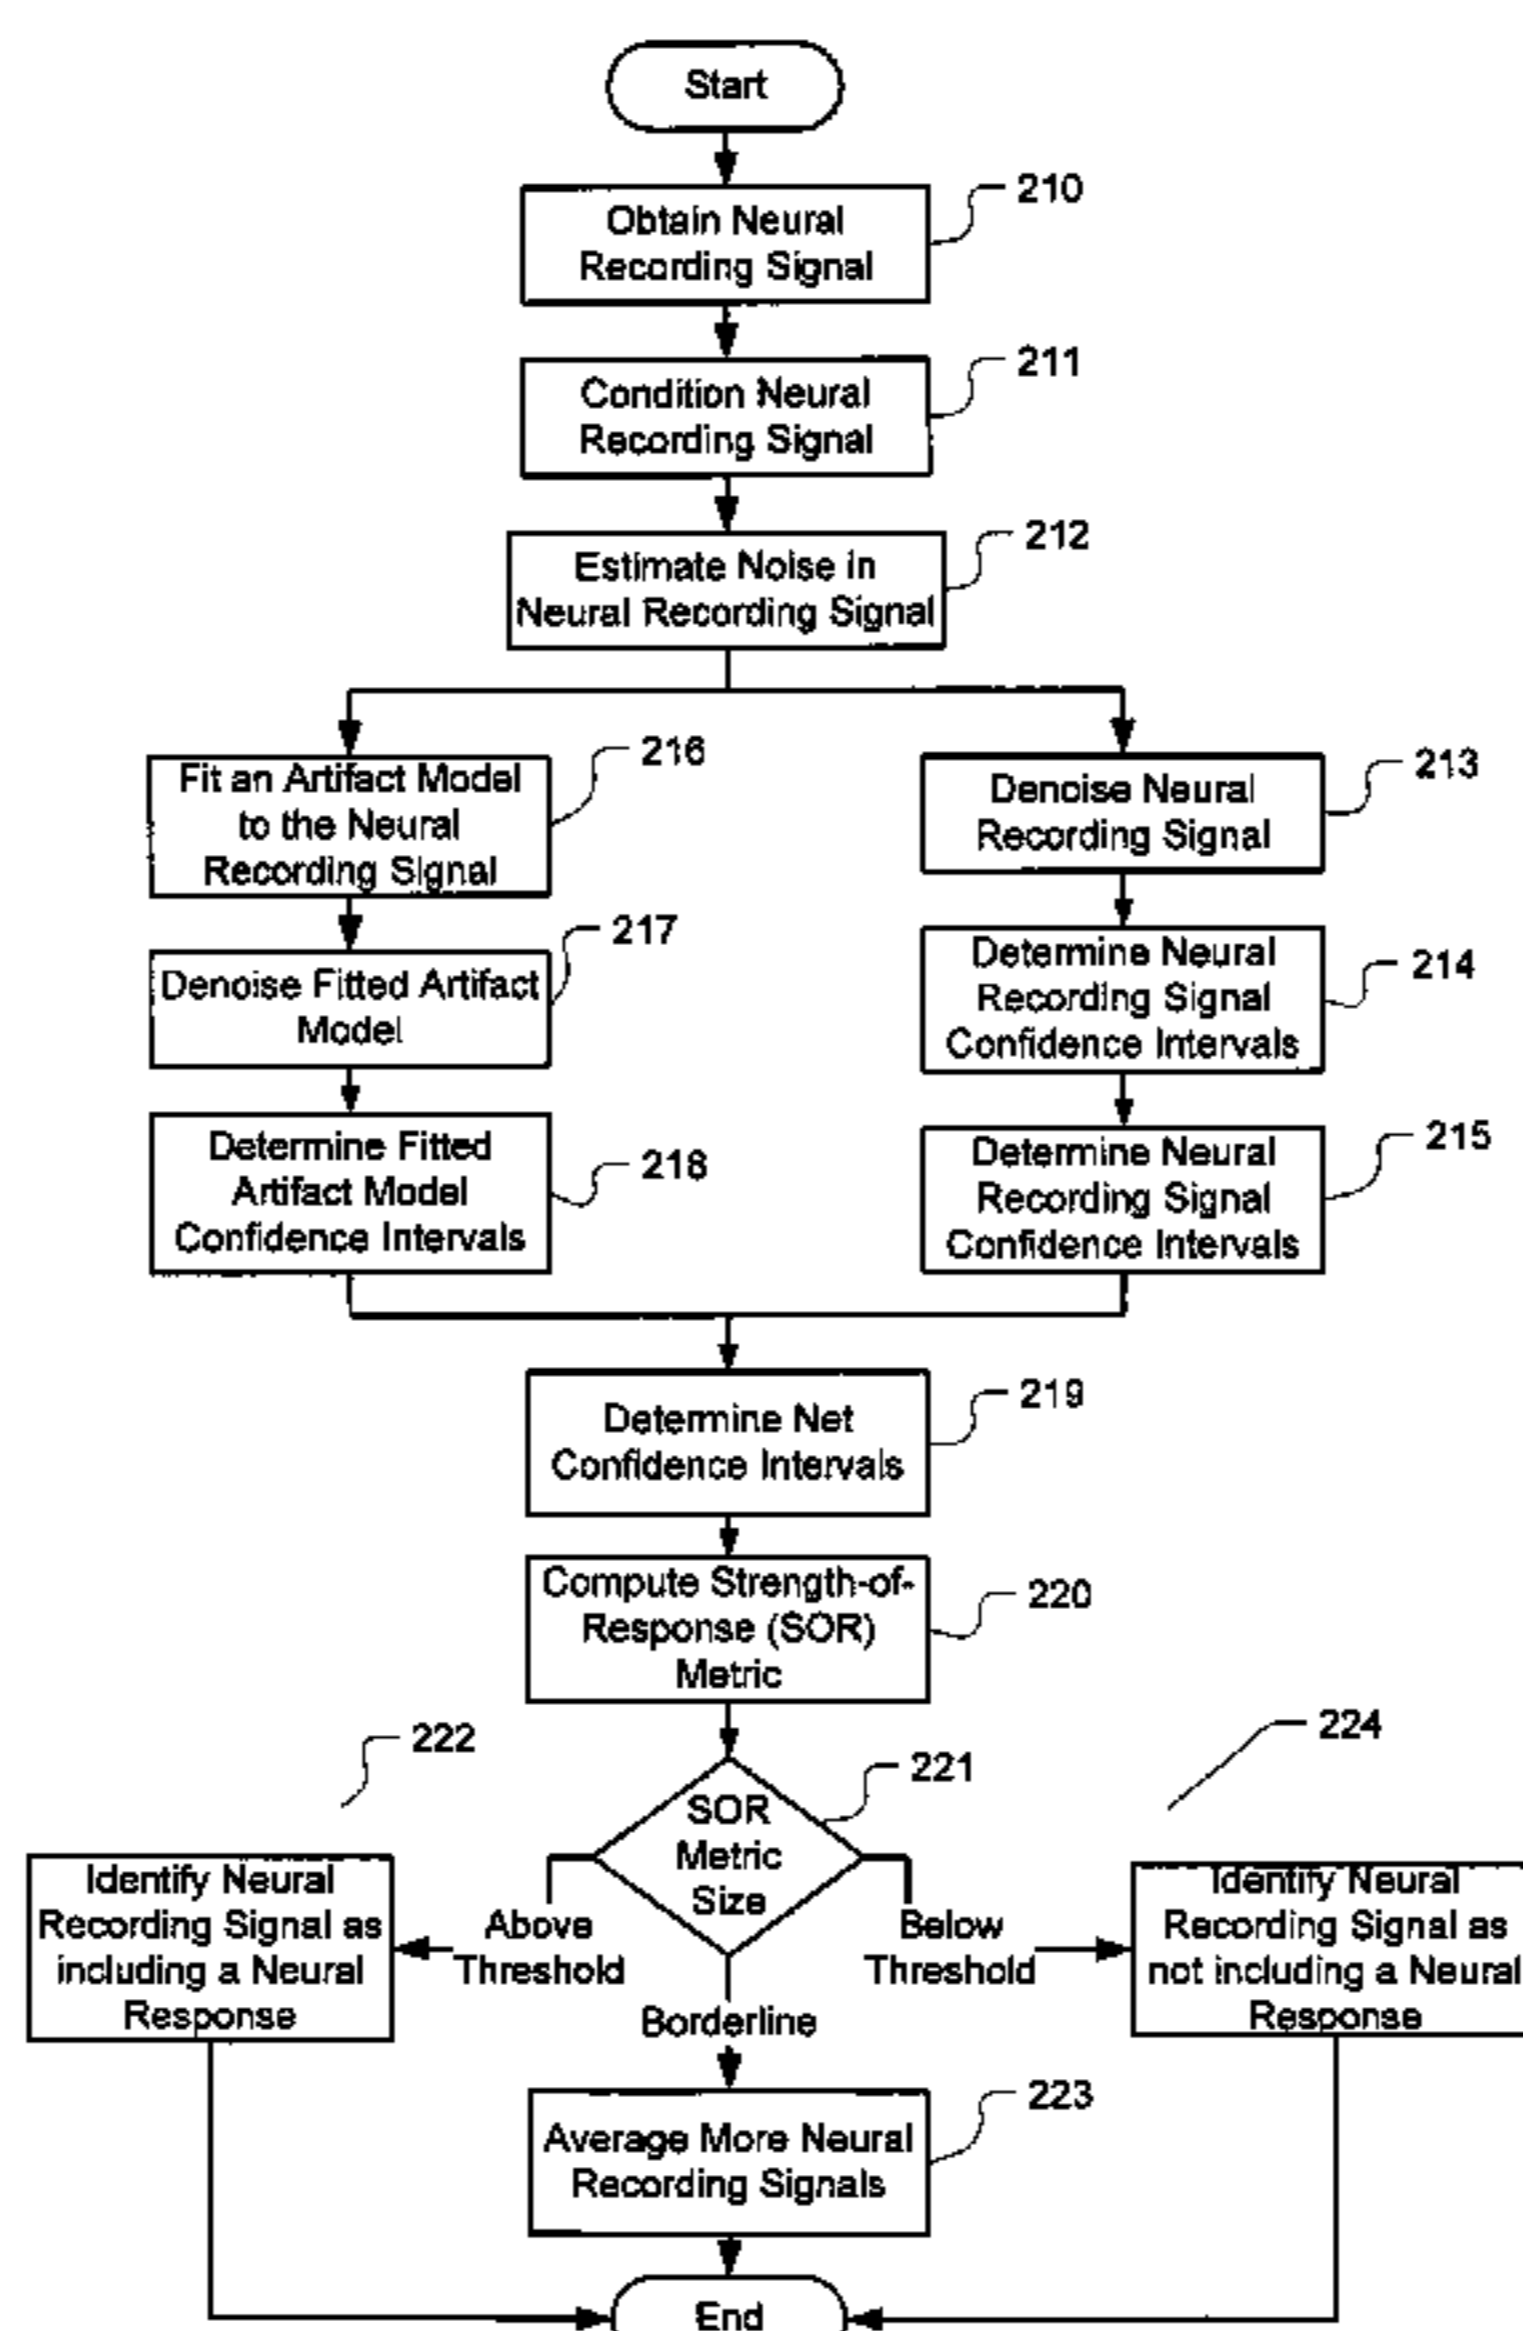 Start
210
Obtain Neural
Recording Signal
211
Condition Neural
Recording Signal
212
Estimate Noise in
Neural Recording Signal
216
Fit an Artifact Model
to the Neural
Recording Signal
213
Denoise Neural
Recording Signal
217
Denoise Fitted Artifact
Model
214
Determine Neural
Recording Signal
Confidence Intervals
218
Determine Fitted
Artifact Model
Confidence Intervals
215
Determine Neural
Recording Signal
Confidence Intervals
219
Determine Net
Confidence Intervals
220
Compute Strength-of-
Response (SOR)
Metric
222
221
224
SOR
Metric
Size
Identify Neural
Recording Signal as
including a Neural
Response
Above
Threshold
Below
Threshold
Identify Neural
Recording Signal as
not including a Neural
Response
Borderline
223
Average More Neural
Recording Signals
End